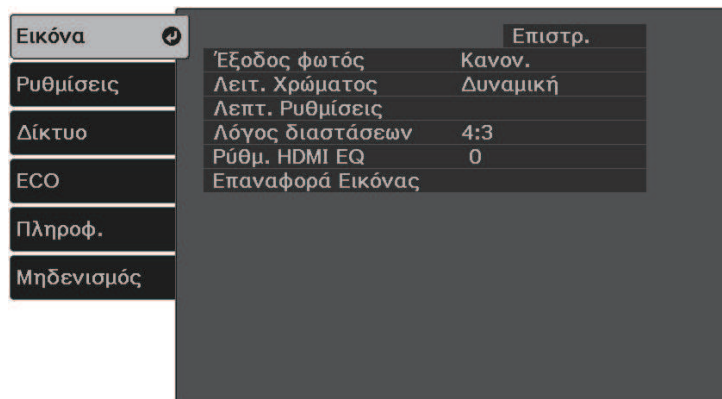 Εικόνα
Ρυθμίσεις
Δίκτυο
ECO
Πληροφ.
Μηδενισμός
Επιστρ.
Έξοδος φωτός Κανον.
Λειτ. Χρώματος Δυναμική
Λεπτ. Ρυθμίσεις
Λόγος διαστάσεων 4:3
Ρύθμ. HDMI EQ 0
Επαναφορά Εικόνας